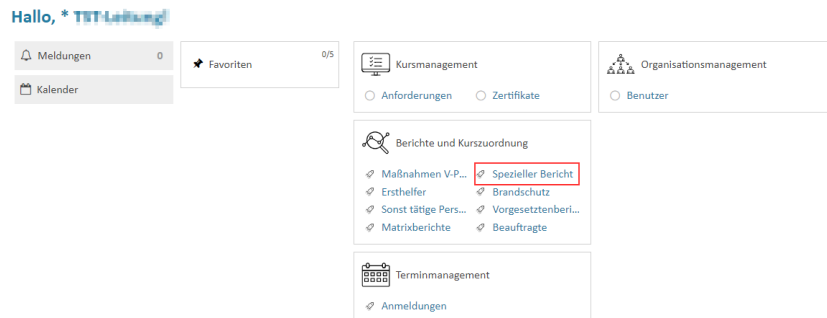 Hallo, *
Meldungen 0
Kalender
Favoriten 0/5
Kursmanagement
Anforderungen Zertifikate
Organisationsmanagement
Benutzer
Berichte und Kurszuordnung
Maßnahmen V-P... Spezieller Bericht
Ersthelfer Brandschutz
Sonst tätige Pers... Vorgesetztenberi...
Matrixberichte Beauftragte
Terminmanagement
Anmeldungen